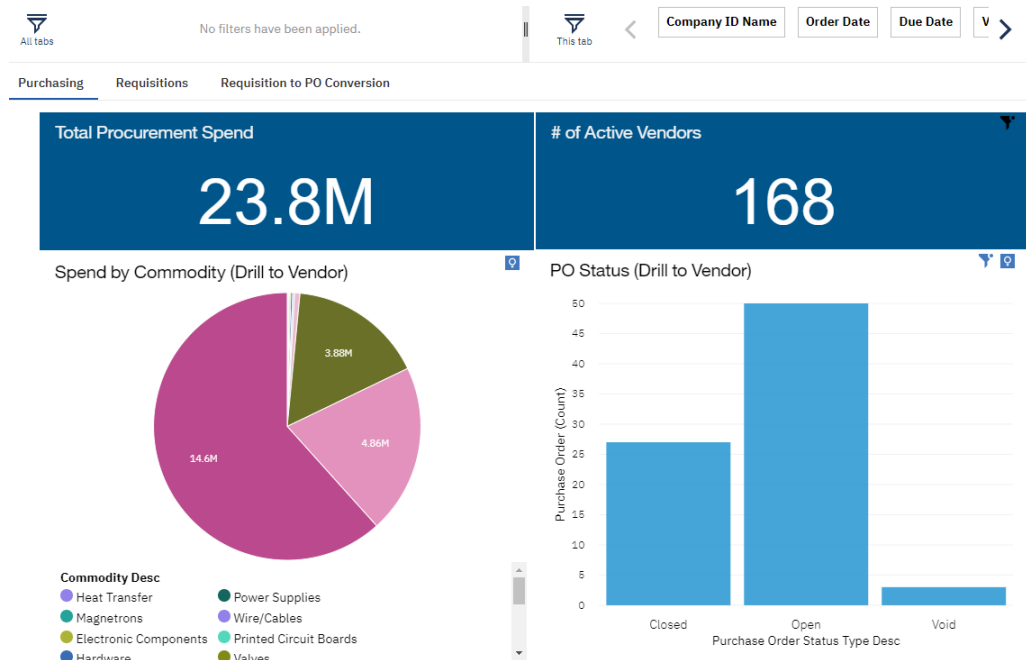 All tabs
No filters have been applied.
This tab
Company ID Name
Order Date
Due Date
V
Purchasing
Requisitions
Requisition to PO Conversion
Total Procurement Spend
23.8M
# of Active Vendors
168
Spend by Commodity (Drill to Vendor)
3.88M
4.86M
14.6M
Commodity Desc
Heat Transfer
Power Supplies
Magnetrons
Wire/Cables
Electronic Components
Printed Circuit Boards
Hardware
Valves
PO Status (Drill to Vendor)
Purchase Order (Count)
50
45
40
35
30
25
20
15
10
5
0
Closed
Open
Void
Purchase Order Status Type Desc